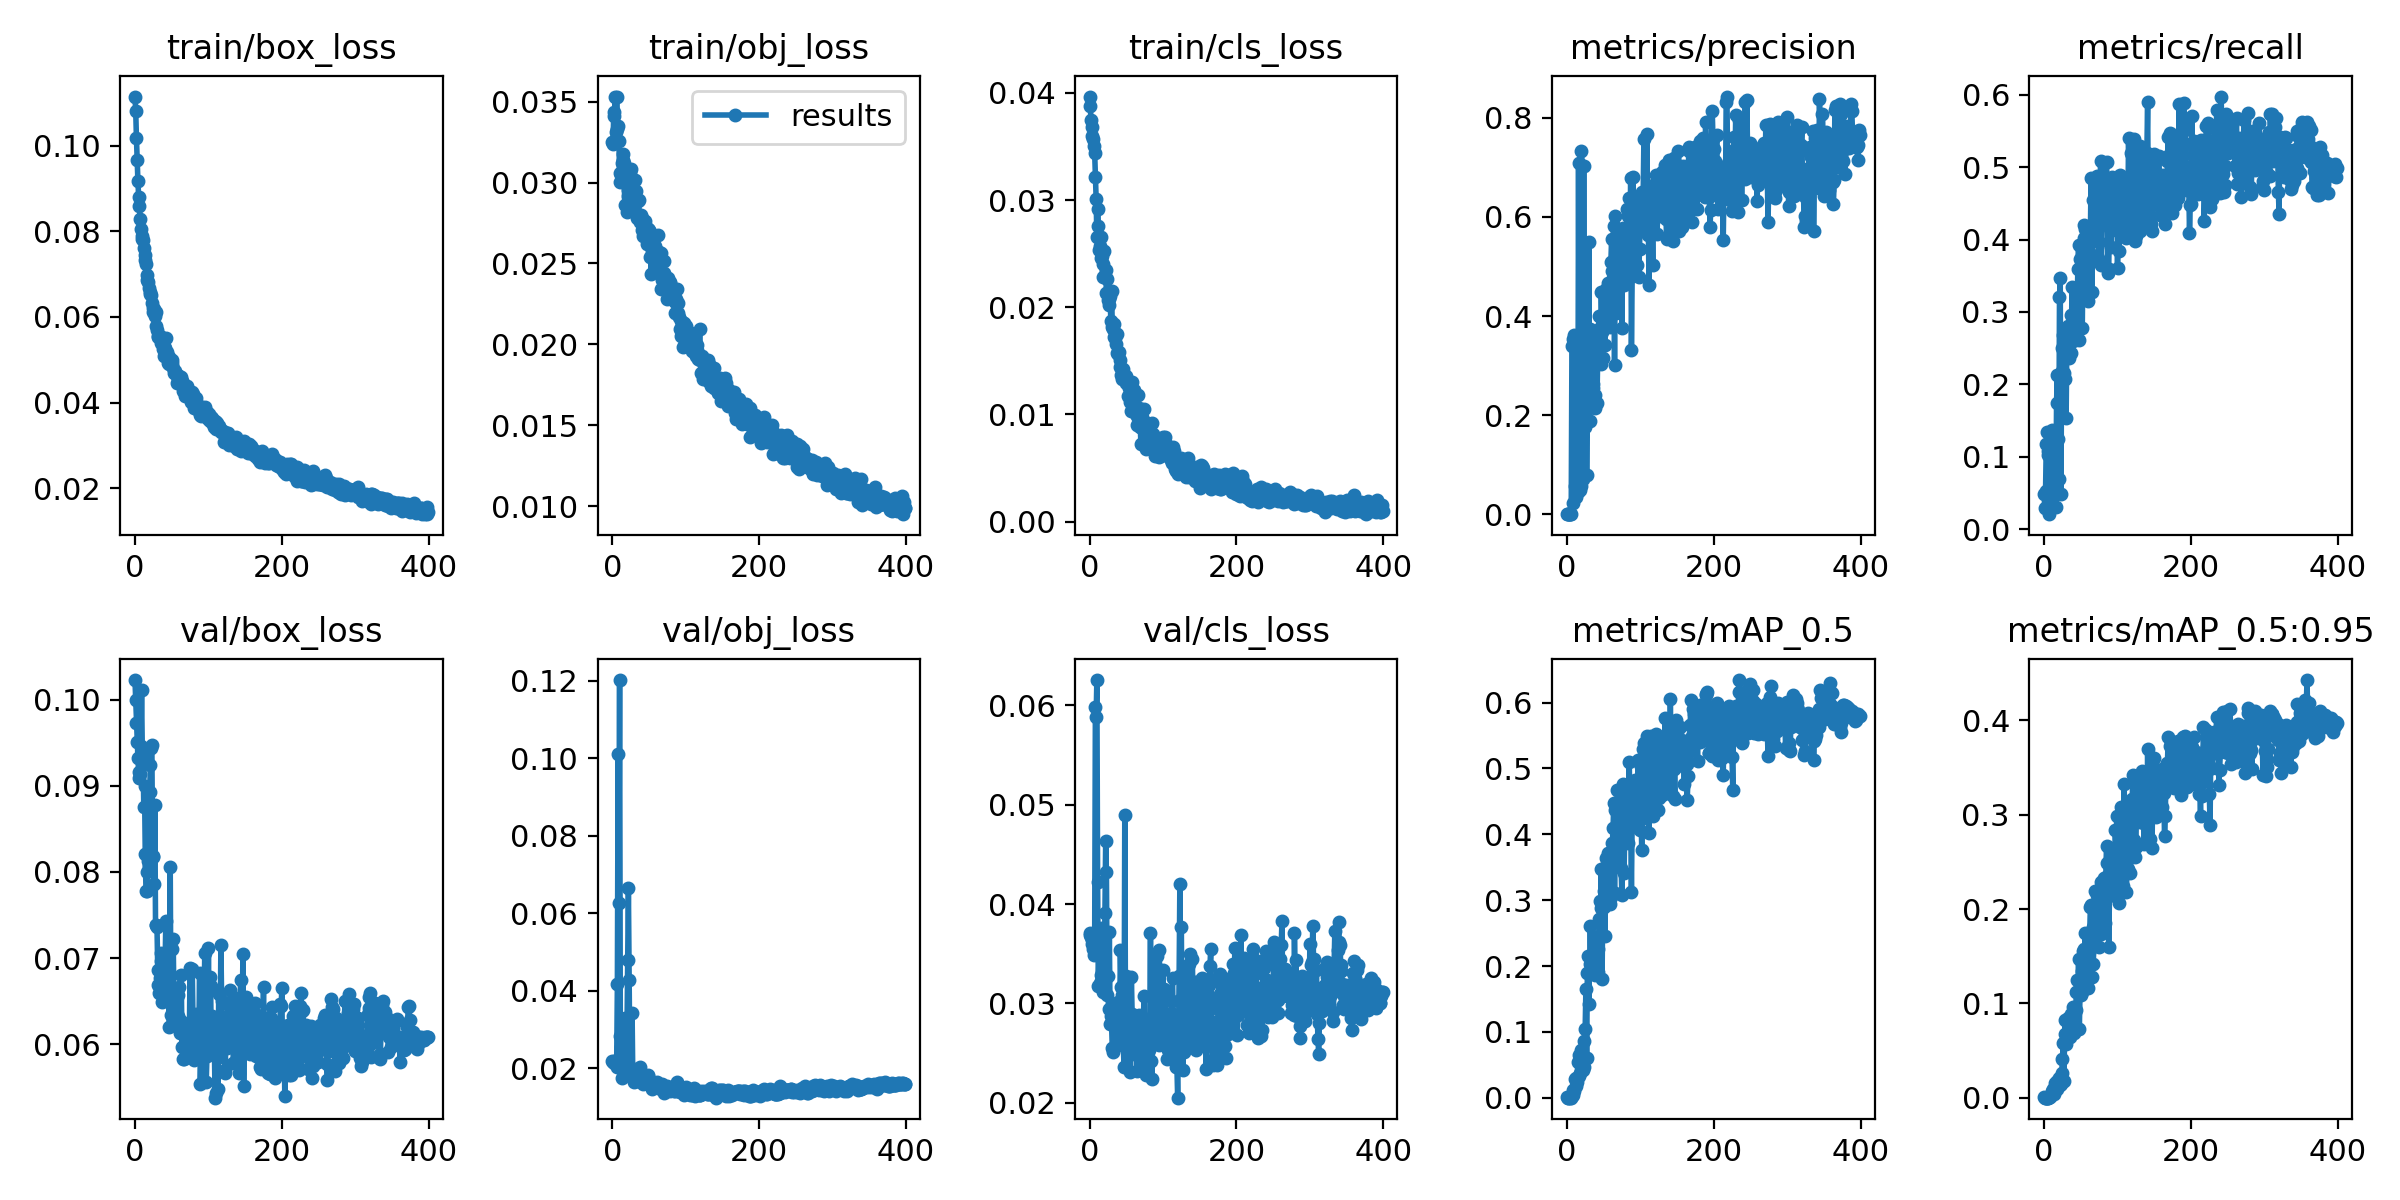 train/box_loss
0.10
0.08
0.06
0.04
0.02
0 200 400
train/obj_loss
results
0.035
0.030
0.025
0.020
0.015
0.010
0 200 400
train/cls_loss
0.04
0.03
0.02
0.01
0.00
0 200 400
metrics/precision
0.8
0.6
0.4
0.2
0.0
0 200 400
metrics/recall
0.6
0.5
0.4
0.3
0.2
0.1
0.0
0 200 400
val/box_loss
0.10
0.09
0.08
0.07
0.06
0 200 400
val/obj_loss
0.12
0.10
0.08
0.06
0.04
0.02
0 200 400
val/cls_loss
0.06
0.05
0.04
0.03
0.02
0 200 400
metrics/mAP_0.5
0.6
0.5
0.4
0.3
0.2
0.1
0.0
0 200 400
metrics/mAP_0.5:0.95
0.4
0.3
0.2
0.1
0.0
0 200 400